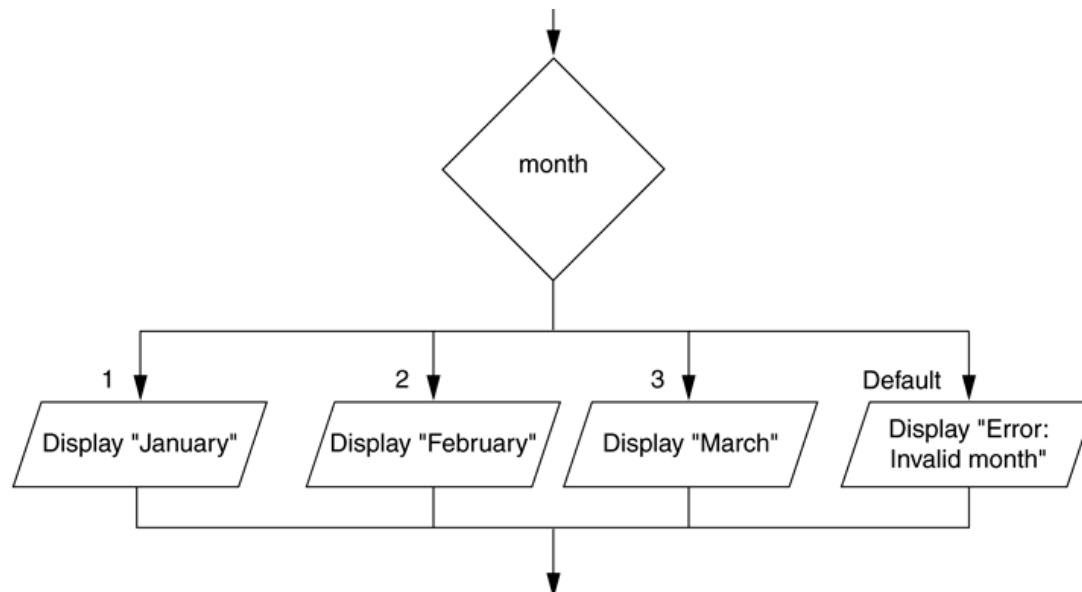 month
1
2
3
Default
Display "January"
Display "February"
Display "March"
Display "Error:
Invalid month"